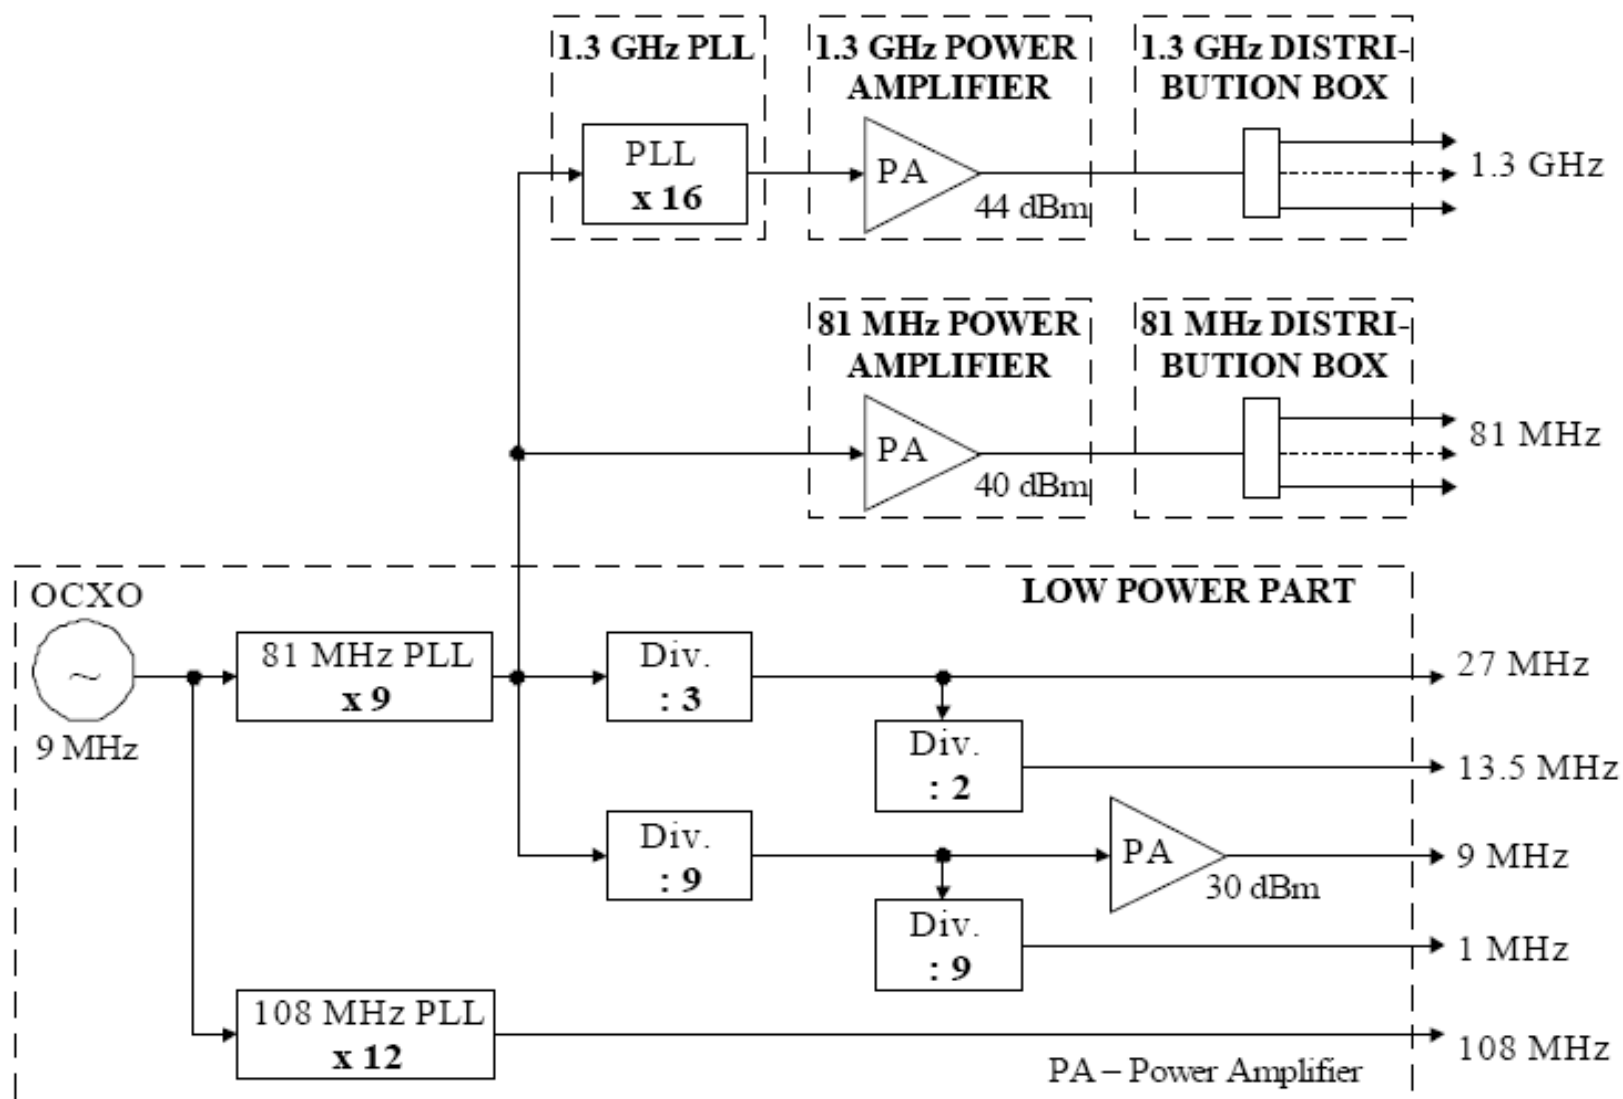 1.3 GHz PLL
1.3 GHz POWER
AMPLIFIER
1.3 GHz DISTRI-
BUTION BOX
PLL
x 16
PA
44 dBm
1.3 GHz
81 MHz POWER
AMPLIFIER
81 MHz DISTRI-
BUTION BOX
PA
40 dBm
81 MHz
LOW POWER PART
OCXO
~
9 MHz
81 MHz PLL
x 9
Div.
: 3
27 MHz
Div.
: 2
13.5 MHz
Div.
: 9
PA
30 dBm
9 MHz
Div.
: 9
1 MHz
108 MHz PLL
x 12
108 MHz
PA – Power Amplifier